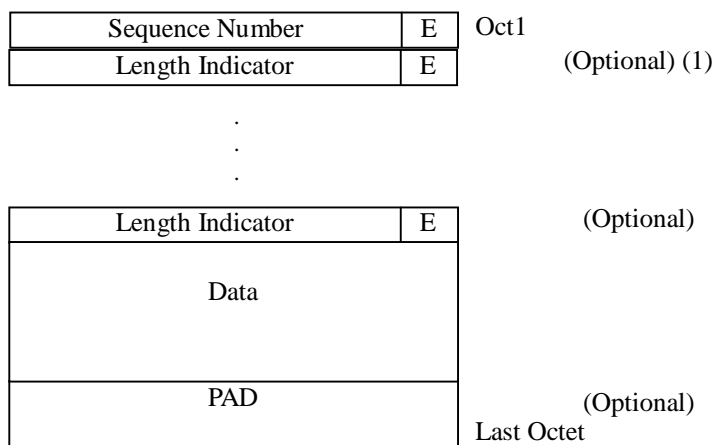 Sequence Number E Oct1
Length Indicator E (Optional) (1)
.
.
.
Length Indicator E (Optional)
Data
PAD (Optional)
Last Octet